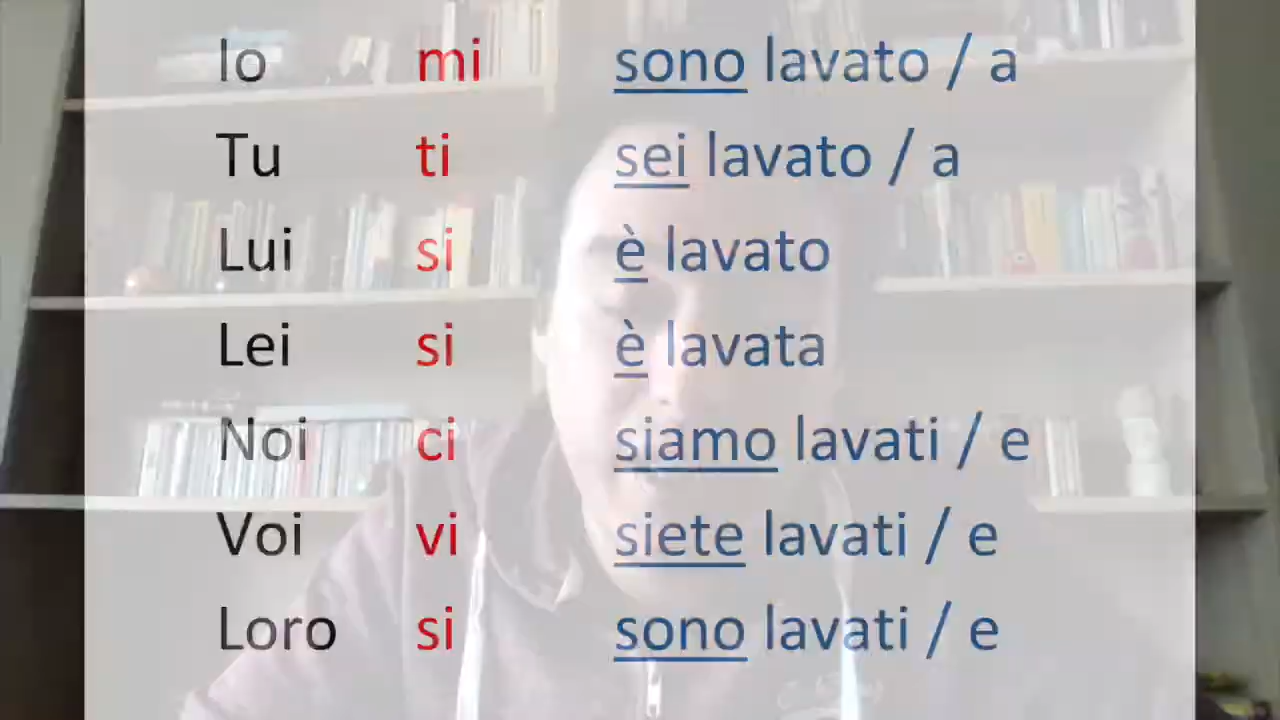 Io mi sono lavato / a
Tu ti sei lavato / a
Lui si è lavato
Lei si è lavata
Noi ci siamo lavati / e
Voi vi siete lavati / e
Loro si sono lavati / e